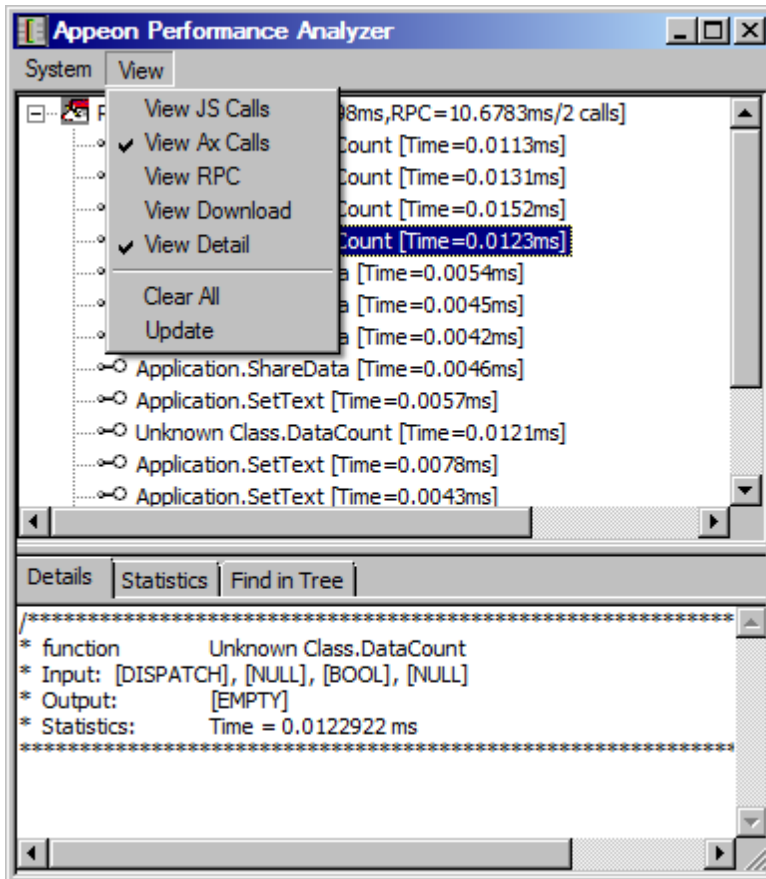 Appeon Performance Analyzer
System View
View JS Calls
View Ax Calls
View RPC
View Download
View Detail
Clear All
Update
98ms,RPC=10.6783ms/2 calls]
Count [Time=0.0113ms]
Count [Time=0.0131ms]
Count [Time=0.0152ms]
Count [Time=0.0123ms]
a [Time=0.0054ms]
a [Time=0.0045ms]
a [Time=0.0042ms]
Application.ShareData [Time=0.0046ms]
Application.SetText [Time=0.0057ms]
Unknown Class.DataCount [Time=0.0121ms]
Application.SetText [Time=0.0078ms]
Application.SetText [Time=0.0043ms]
Details Statistics Find in Tree
/************************************************************
* function Unknown Class.DataCount
* Input: [DISPATCH], [NULL], [BOOL], [NULL]
* Output: [EMPTY]
* Statistics: Time = 0.0122922 ms
************************************************************